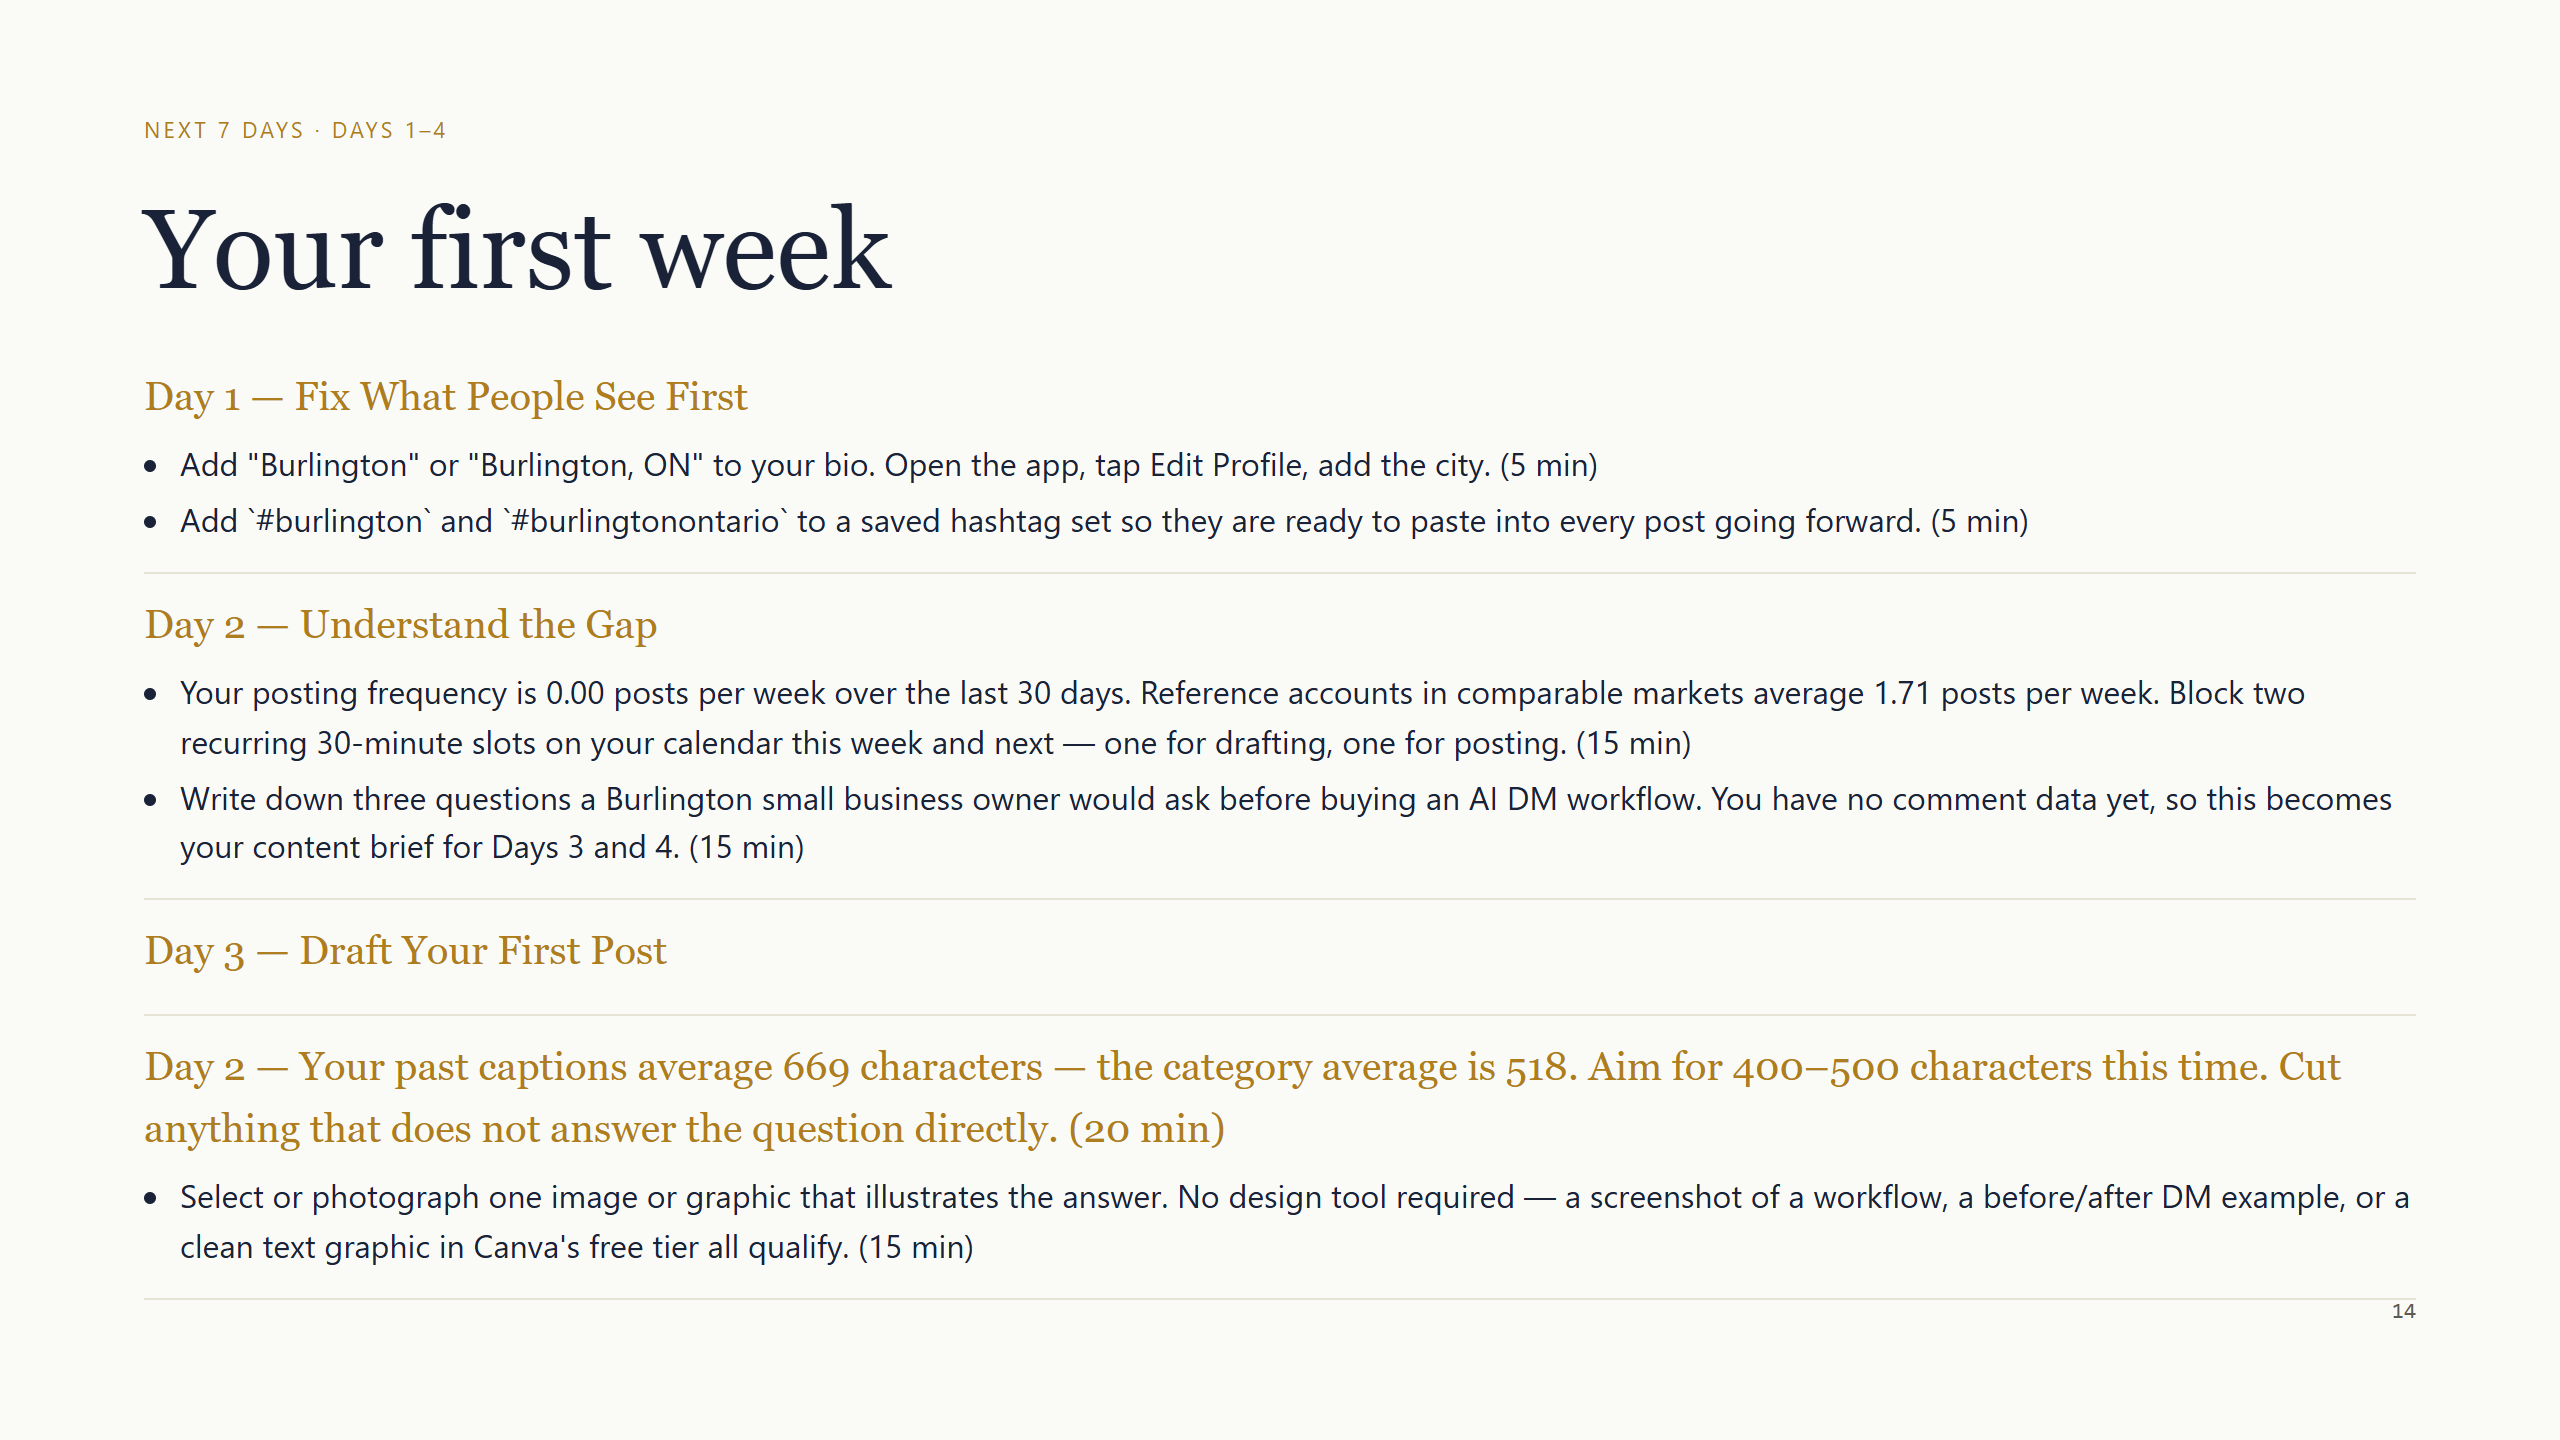 NEXT 7 DAYS · DAYS 1–4
Your first week
Day 1 — Fix What People See First
• Add "Burlington" or "Burlington, ON" to your bio. Open the app, tap Edit Profile, add the city. (5 min)
• Add `#burlington` and `#burlingtonontario` to a saved hashtag set so they are ready to paste into every post going forward. (5 min)
Day 2 — Understand the Gap
• Your posting frequency is 0.00 posts per week over the last 30 days. Reference accounts in comparable markets average 1.71 posts per week. Block two
recurring 30-minute slots on your calendar this week and next — one for drafting, one for posting. (15 min)
• Write down three questions a Burlington small business owner would ask before buying an AI DM workflow. You have no comment data yet, so this becomes
your content brief for Days 3 and 4. (15 min)
Day 3 — Draft Your First Post
Day 2 — Your past captions average 669 characters — the category average is 518. Aim for 400–500 characters this time. Cut
anything that does not answer the question directly. (20 min)
• Select or photograph one image or graphic that illustrates the answer. No design tool required — a screenshot of a workflow, a before/after DM example, or a
clean text graphic in Canva's free tier all qualify. (15 min)
14